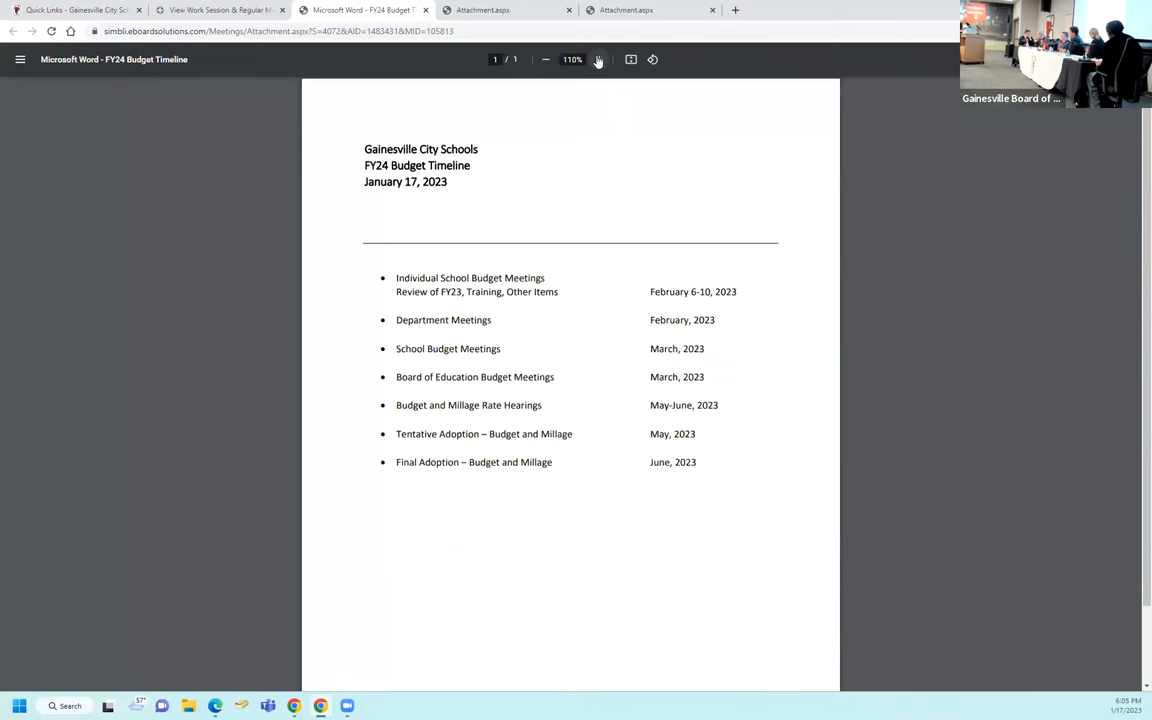 Quick Links - Gainesville City Sch
View Work Session & Regular Me
Microsoft Word - FY24 Budget T
Attachment.aspx
Attachment.aspx
simbli.eboardsolutions.com/Meetings/Attachment.aspx?S=4072&AID=1483431&MID=105813
Microsoft Word - FY24 Budget Timeline
1 / 1
110%
Gainesville Board of ...
Gainesville City Schools
FY24 Budget Timeline
January 17, 2023
• Individual School Budget Meetings
Review of FY23, Training, Other Items February 6-10, 2023
• Department Meetings February, 2023
• School Budget Meetings March, 2023
• Board of Education Budget Meetings March, 2023
• Budget and Millage Rate Hearings May-June, 2023
• Tentative Adoption – Budget and Millage May, 2023
• Final Adoption – Budget and Millage June, 2023
Search
57°
6:05 PM
1/17/2023